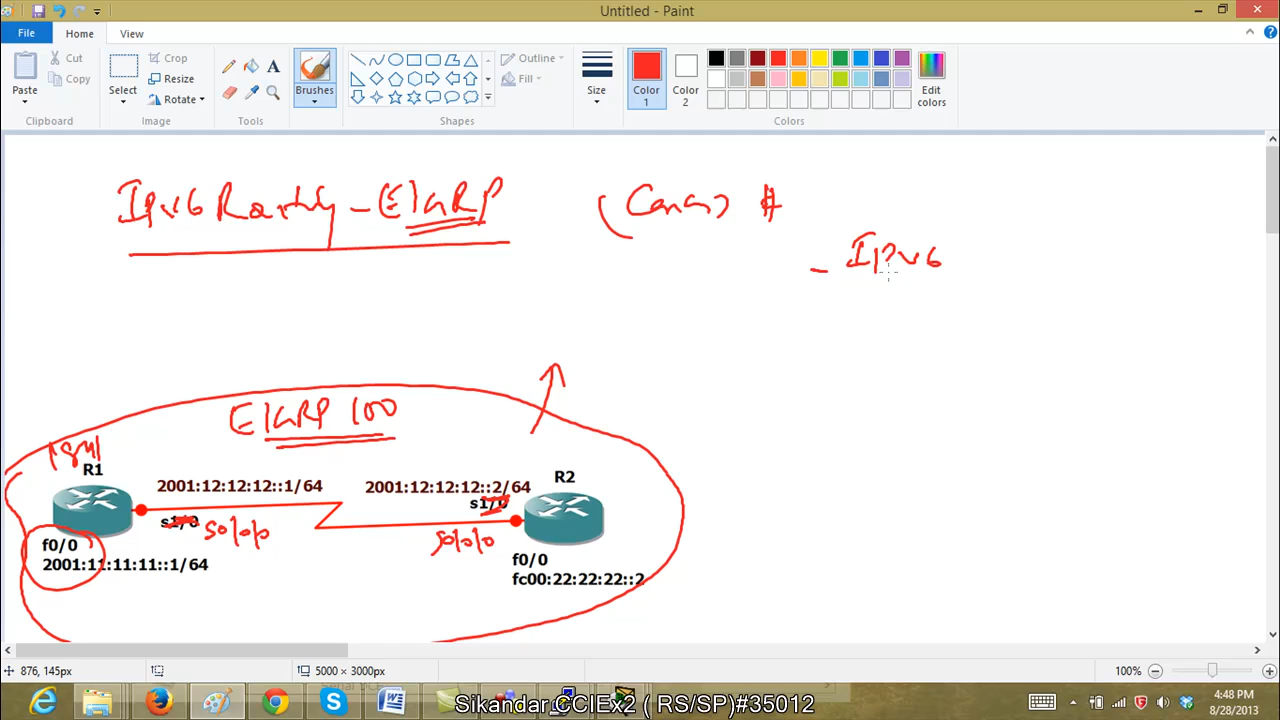 Untitled - Paint
File Home View
Paste Cut Copy Select Crop Resize Rotate Brushes Outline Fill Size Color 1 Color 2 Edit colors
Clipboard Image Tools Shapes Colors
IPv6 Routing - EIGRP (Config) #
- IPv6
EIGRP 100
1841
R1
2001:12:12:12::1/64
2001:12:12:12::2/64
R2
s1/0
s1/0 s0/0/0
s0/0/0
f0/0
2001:11:11:11::1/64
f0/0
fc00:22:22:22::2
876, 145px 5000 × 3000px 100%
Sikandar CCIEx2 ( RS/SP)#35012
4:48 PM
8/28/2013